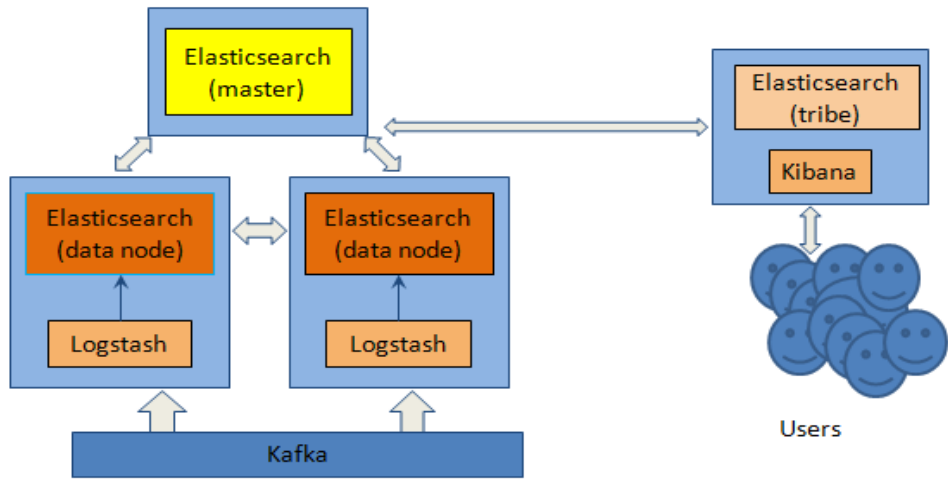 Elasticsearch
(master)
Elasticsearch
(tribe)
Kibana
Elasticsearch
(data node)
Elasticsearch
(data node)
Logstash
Logstash
Users
Kafka